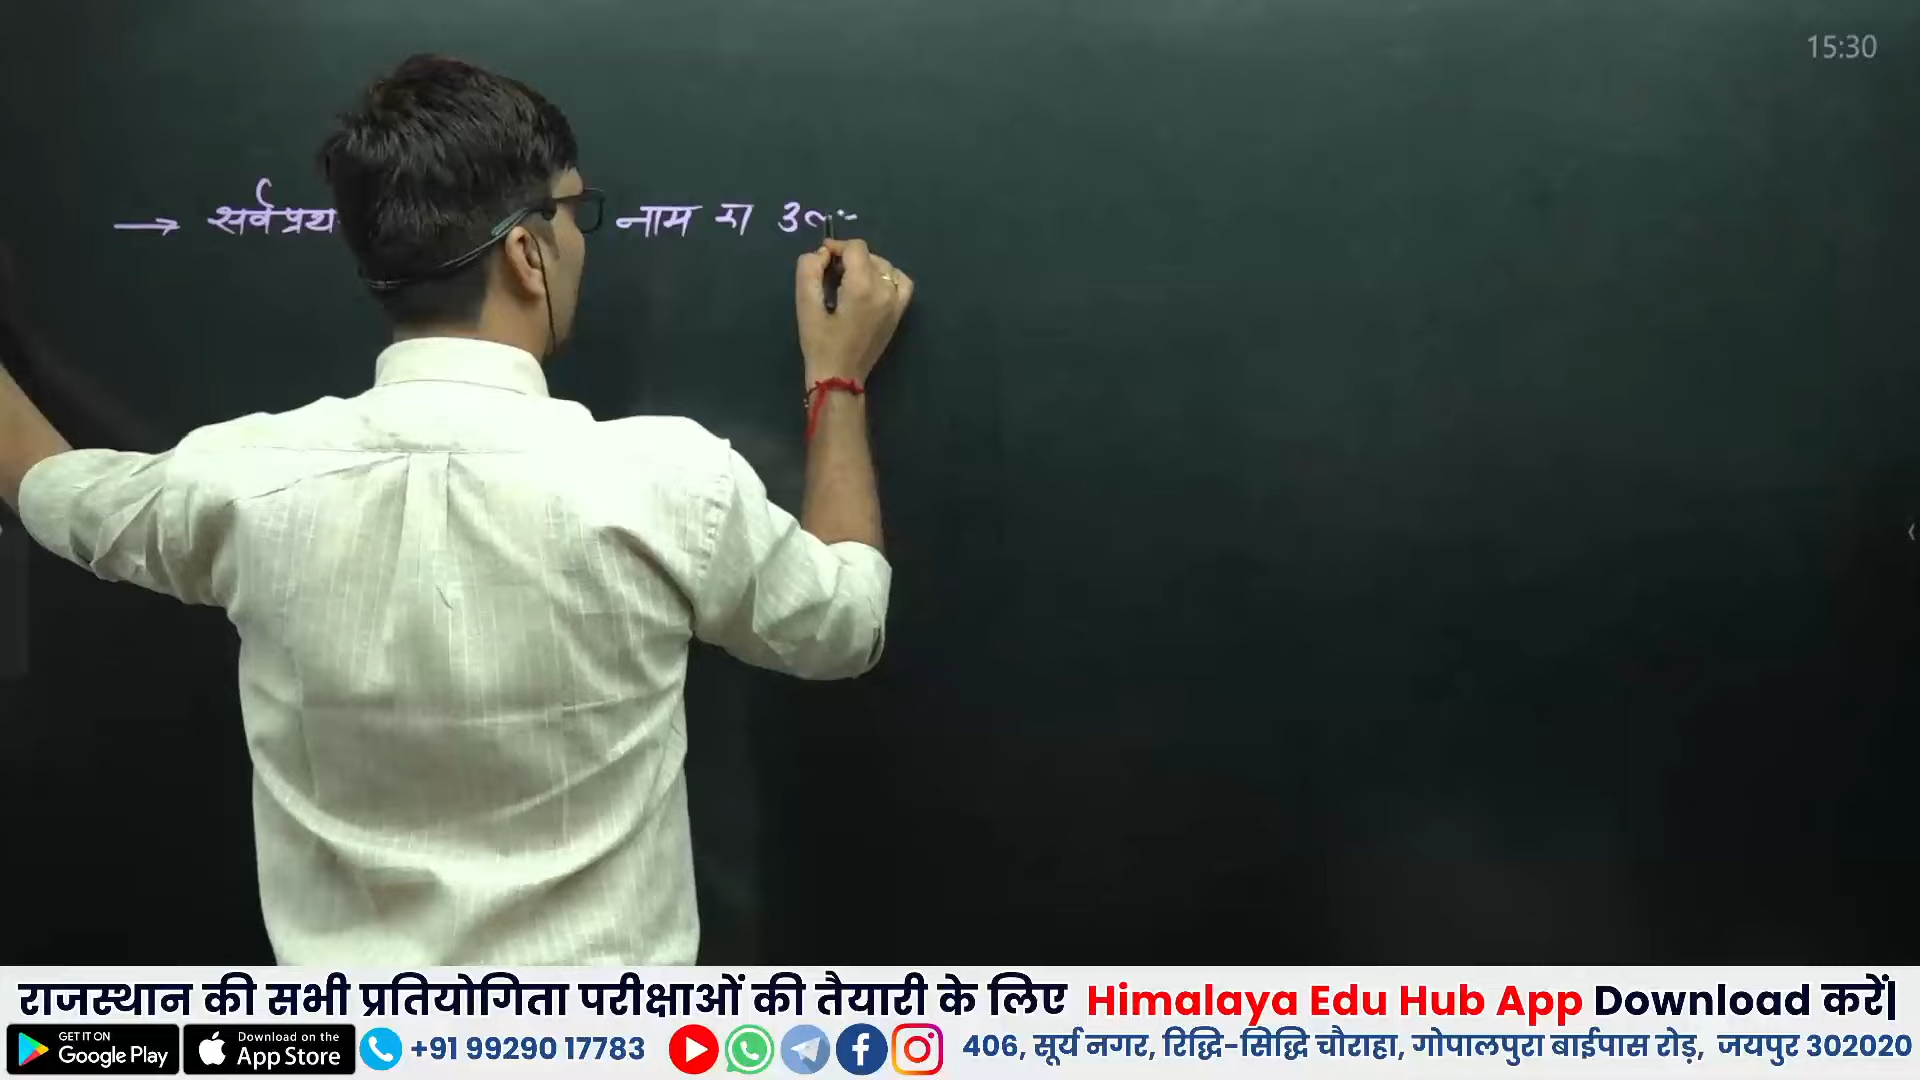 15:30
→ सर्वप्रथ नाम का
राजस्थान की सभी प्रतियोगिता परीक्षाओं की तैयारी के लिए Himalaya Edu Hub App Download करें|
GET IT ON Google Play Download on the App Store +91 99290 17783 406, सूर्य नगर, रिद्धि-सिद्धि चौराहा, गोपालपुरा बाईपास रोड़, जयपुर 302020